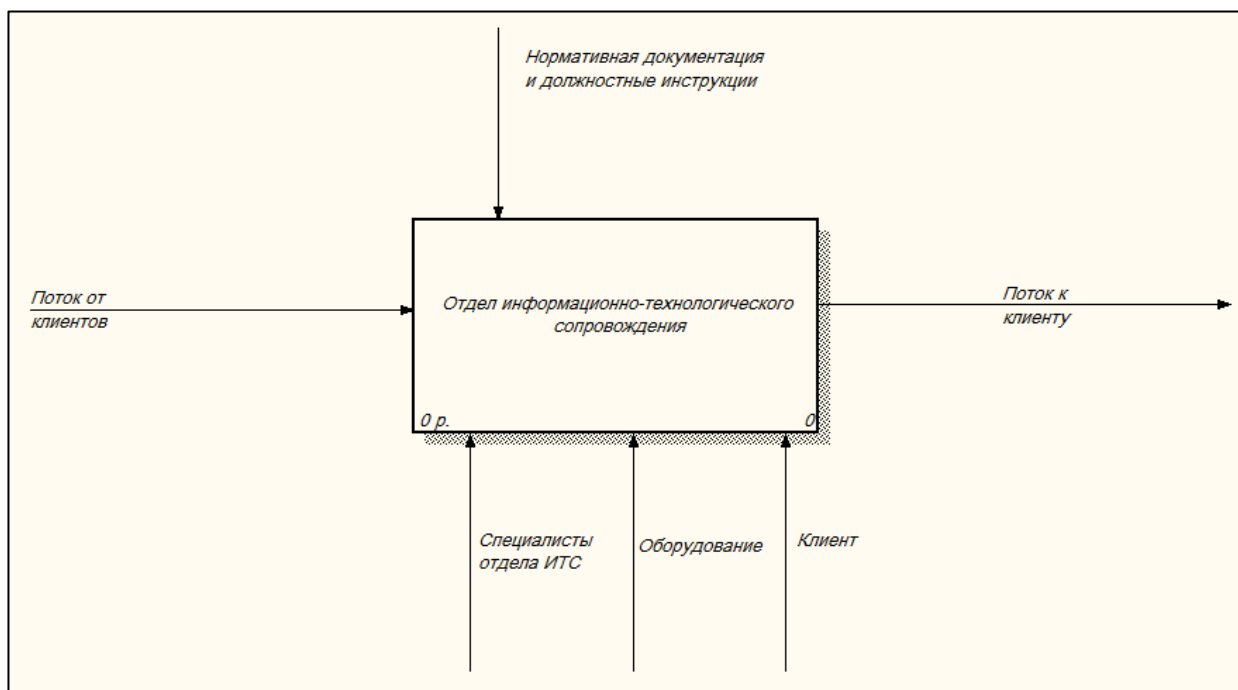 Нормативная документация
и должностные инструкции
Поток от
клиентов
Отдел информационно-технологического
сопровождения
0 р.
0
Поток к
клиенту
Специалисты
отдела ИТС
Оборудование
Клиент